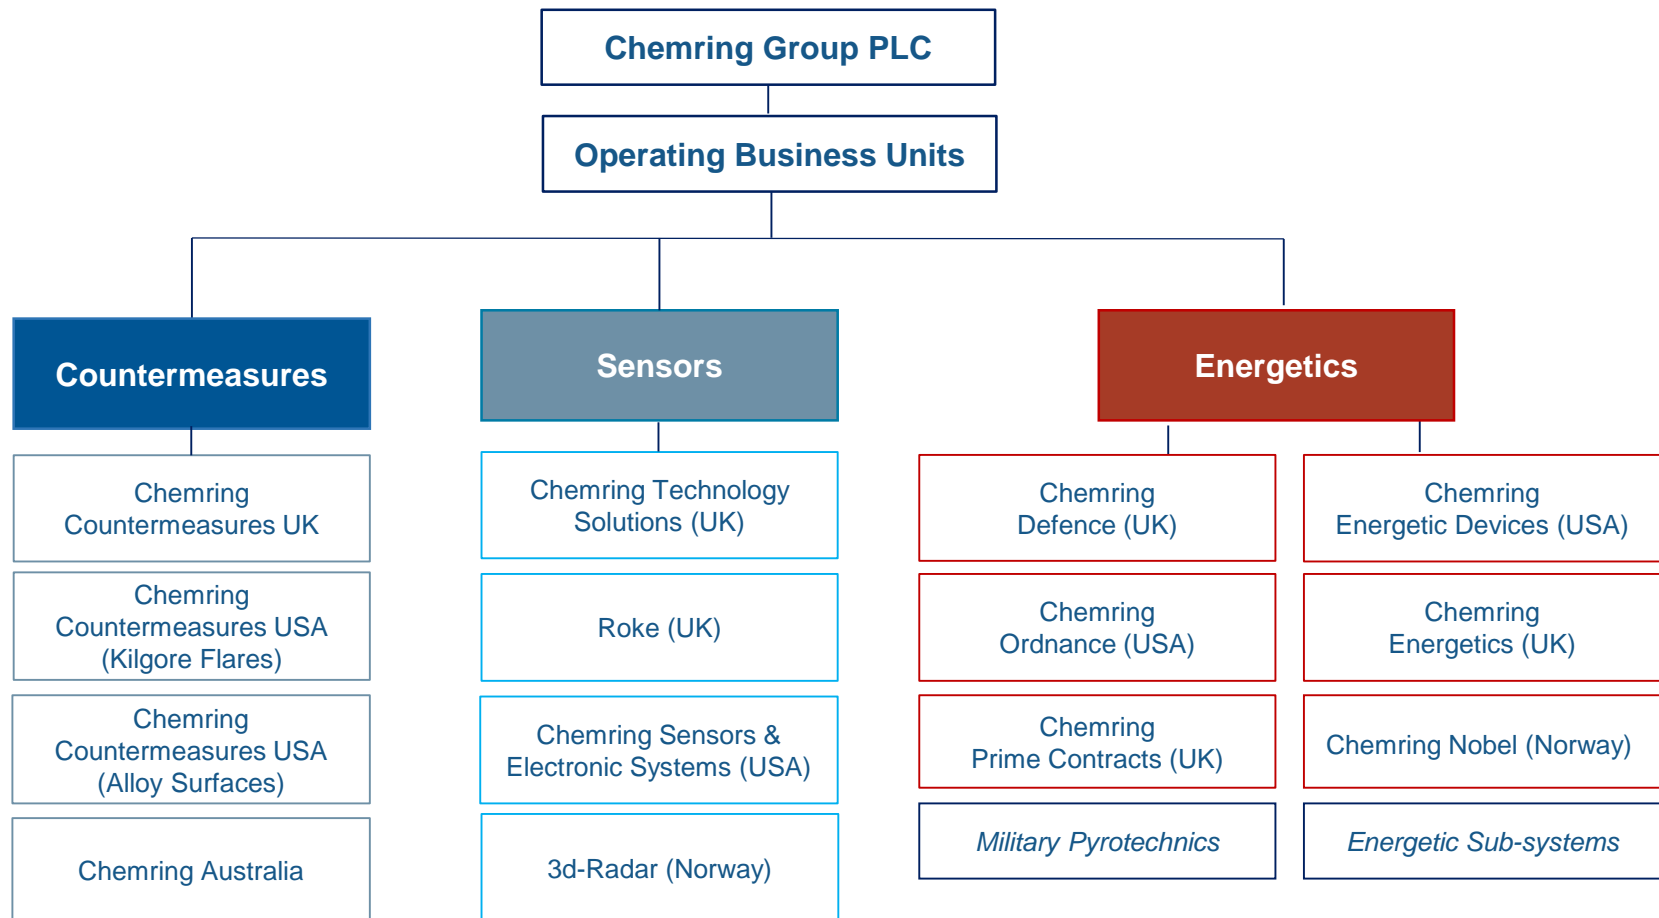 Chemring Group PLC
Operating Business Units
Countermeasures
Sensors
Energetics
Chemring
Countermeasures UK
Chemring
Countermeasures USA
(Kilgore Flares)
Chemring
Countermeasures USA
(Alloy Surfaces)
Chemring Australia
Chemring Technology
Solutions (UK)
Roke (UK)
Chemring Sensors &
Electronic Systems (USA)
3d-Radar (Norway)
Chemring
Defence (UK)
Chemring
Ordnance (USA)
Chemring
Prime Contracts (UK)
Military Pyrotechnics
Chemring
Energetic Devices (USA)
Chemring
Energetics (UK)
Chemring Nobel (Norway)
Energetic Sub-systems